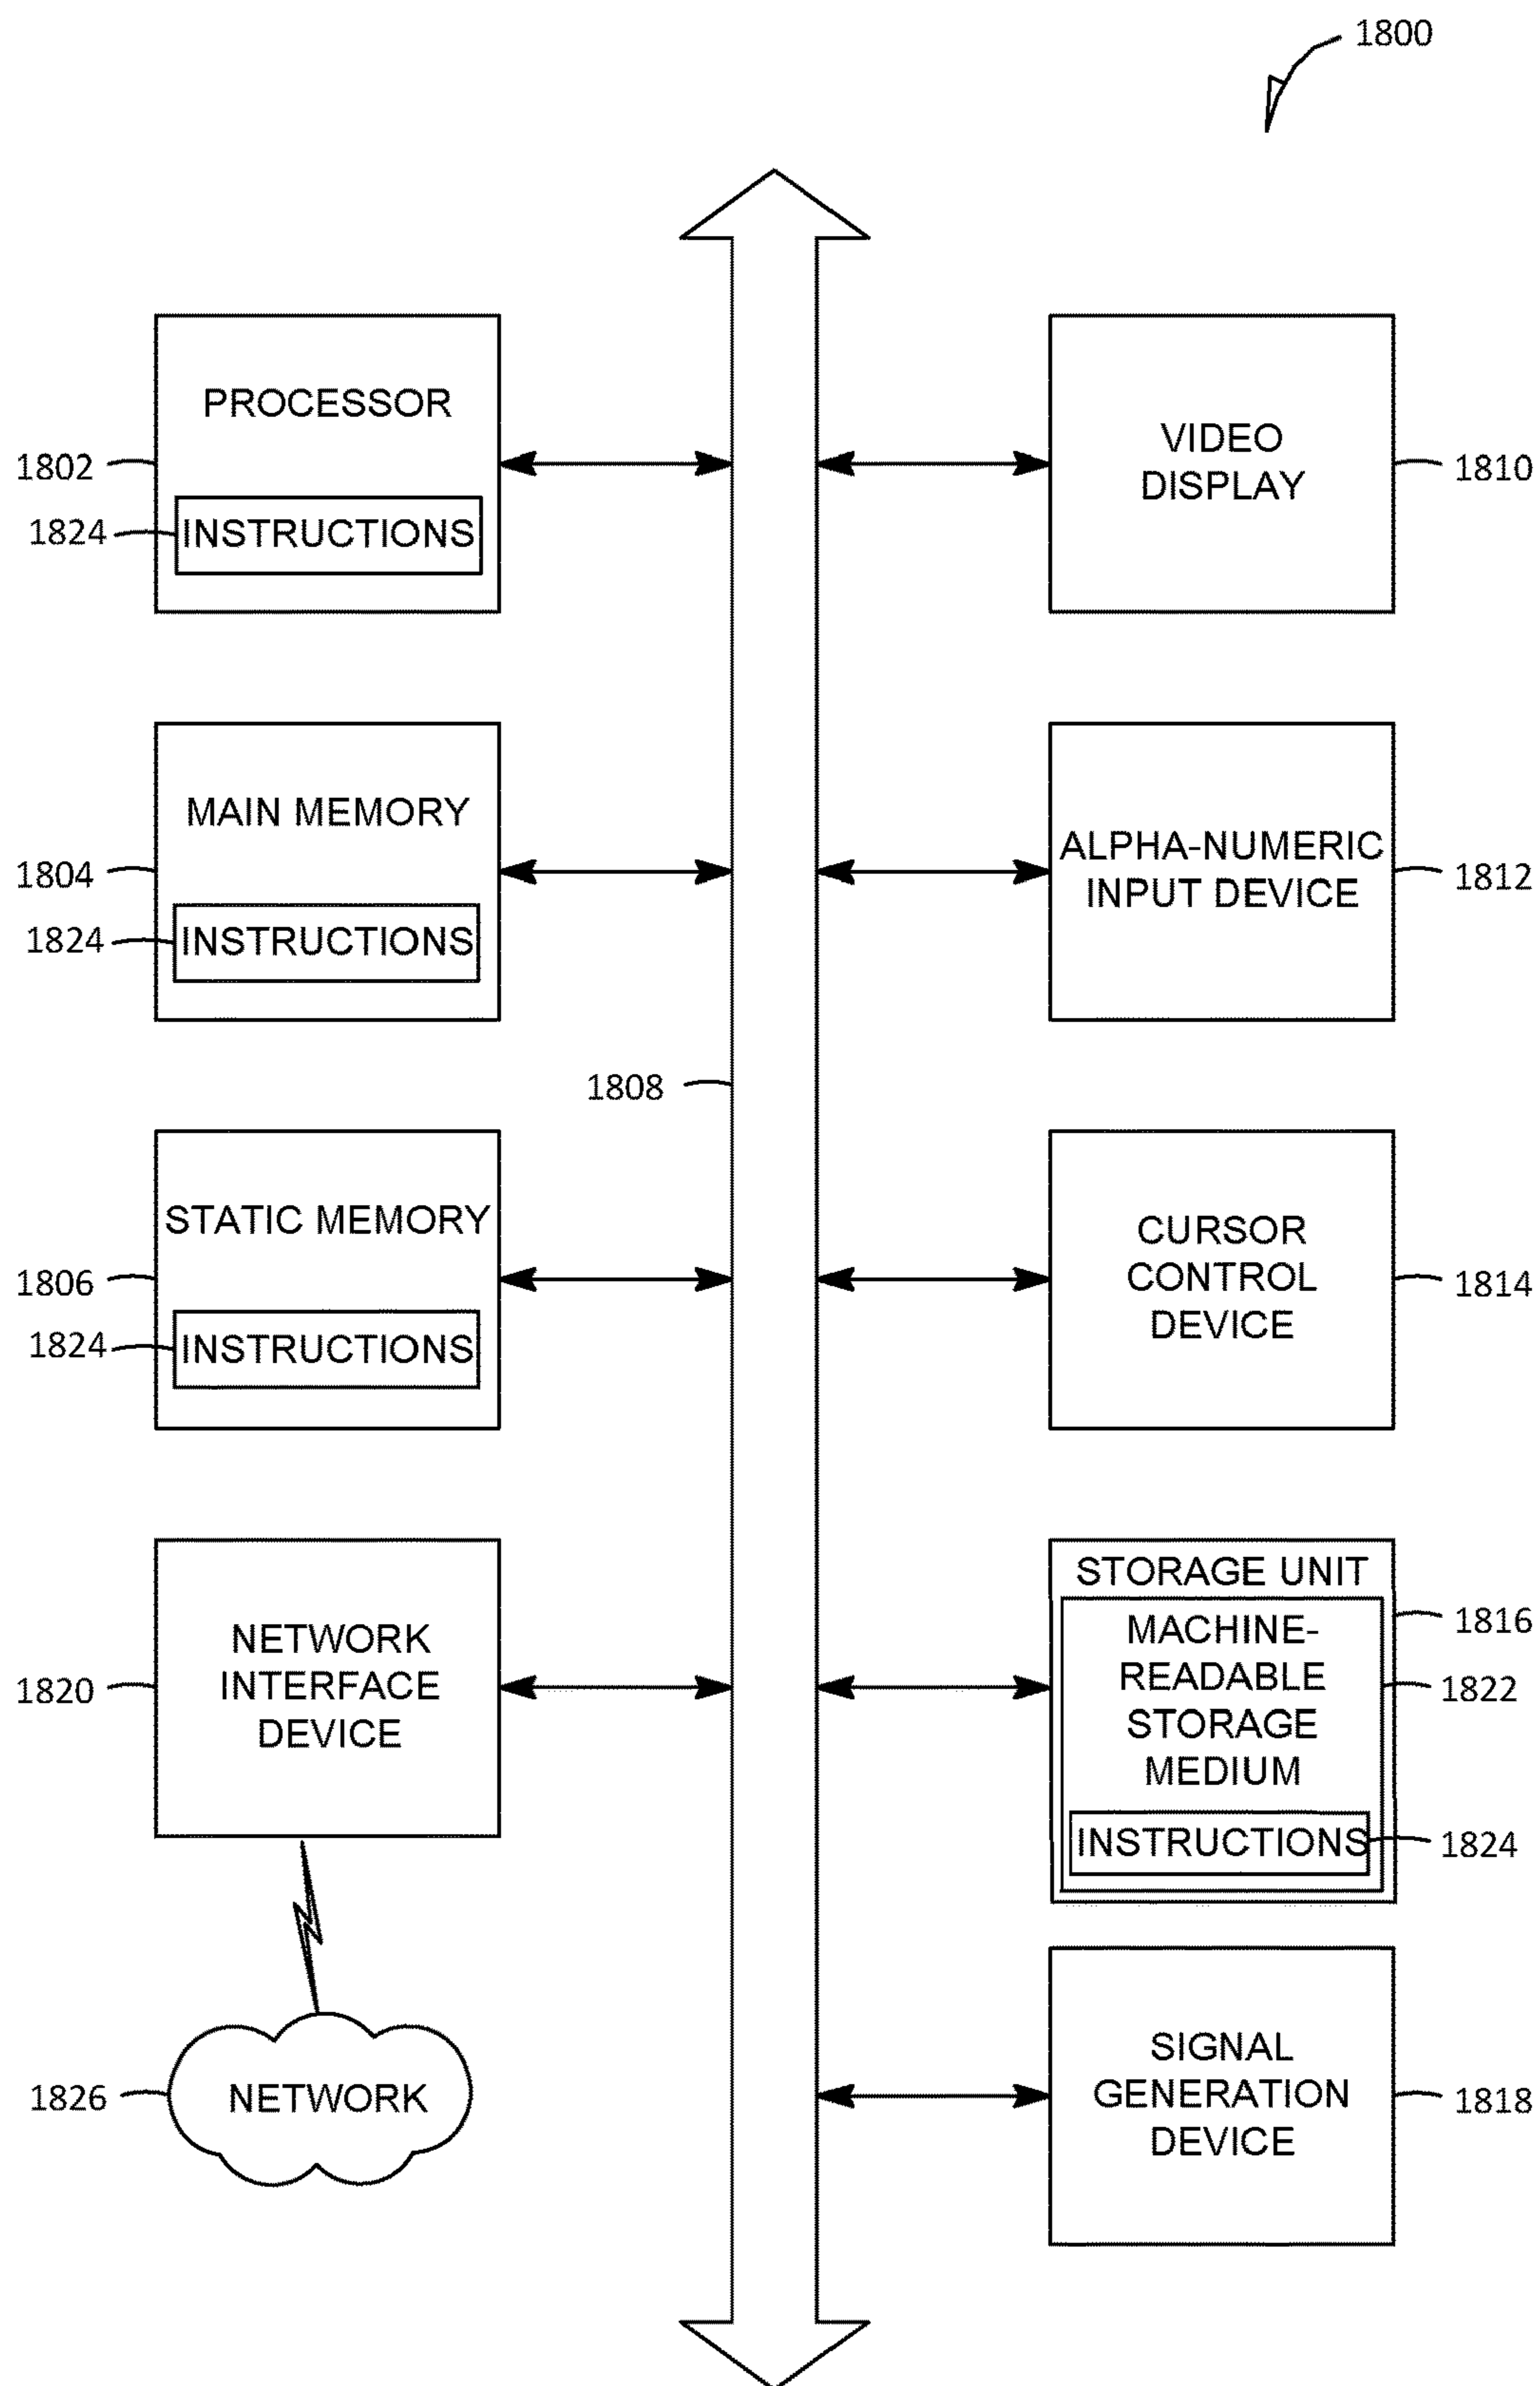 1800
PROCESSOR
1802
1824
INSTRUCTIONS
VIDEO
DISPLAY
1810
MAIN MEMORY
1804
1824
INSTRUCTIONS
ALPHA-NUMERIC
INPUT DEVICE
1812
1808
STATIC MEMORY
1806
1824
INSTRUCTIONS
CURSOR
CONTROL
DEVICE
1814
NETWORK
INTERFACE
DEVICE
1820
STORAGE UNIT
1816
MACHINE-
READABLE
STORAGE
MEDIUM
1822
INSTRUCTIONS
1824
NETWORK
1826
SIGNAL
GENERATION
DEVICE
1818